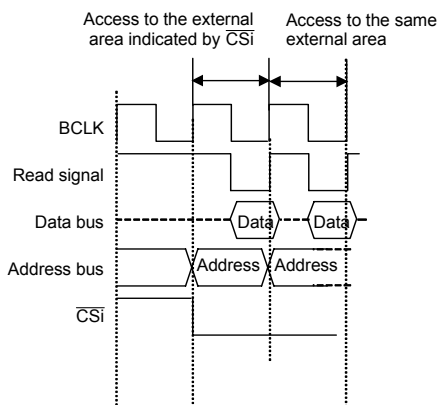 Access to the external
area indicated by CSi
Access to the same
external area
BCLK
Read signal
Data bus
Data
Data
Address bus
Address
Address
CSi